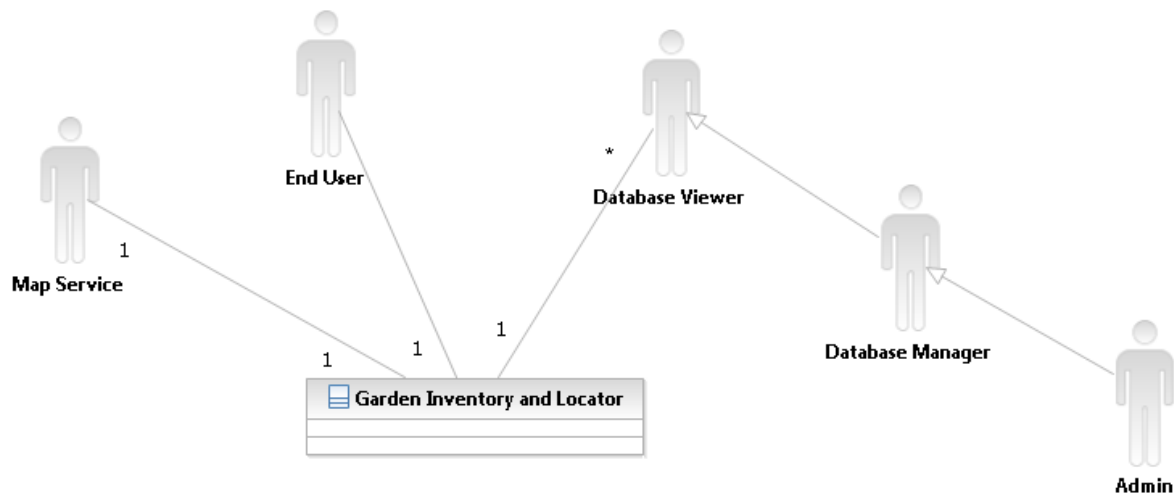 End User
*
Database Viewer
1
Map Service
Database Manager
1
1
1
Garden Inventory and Locator
Admin